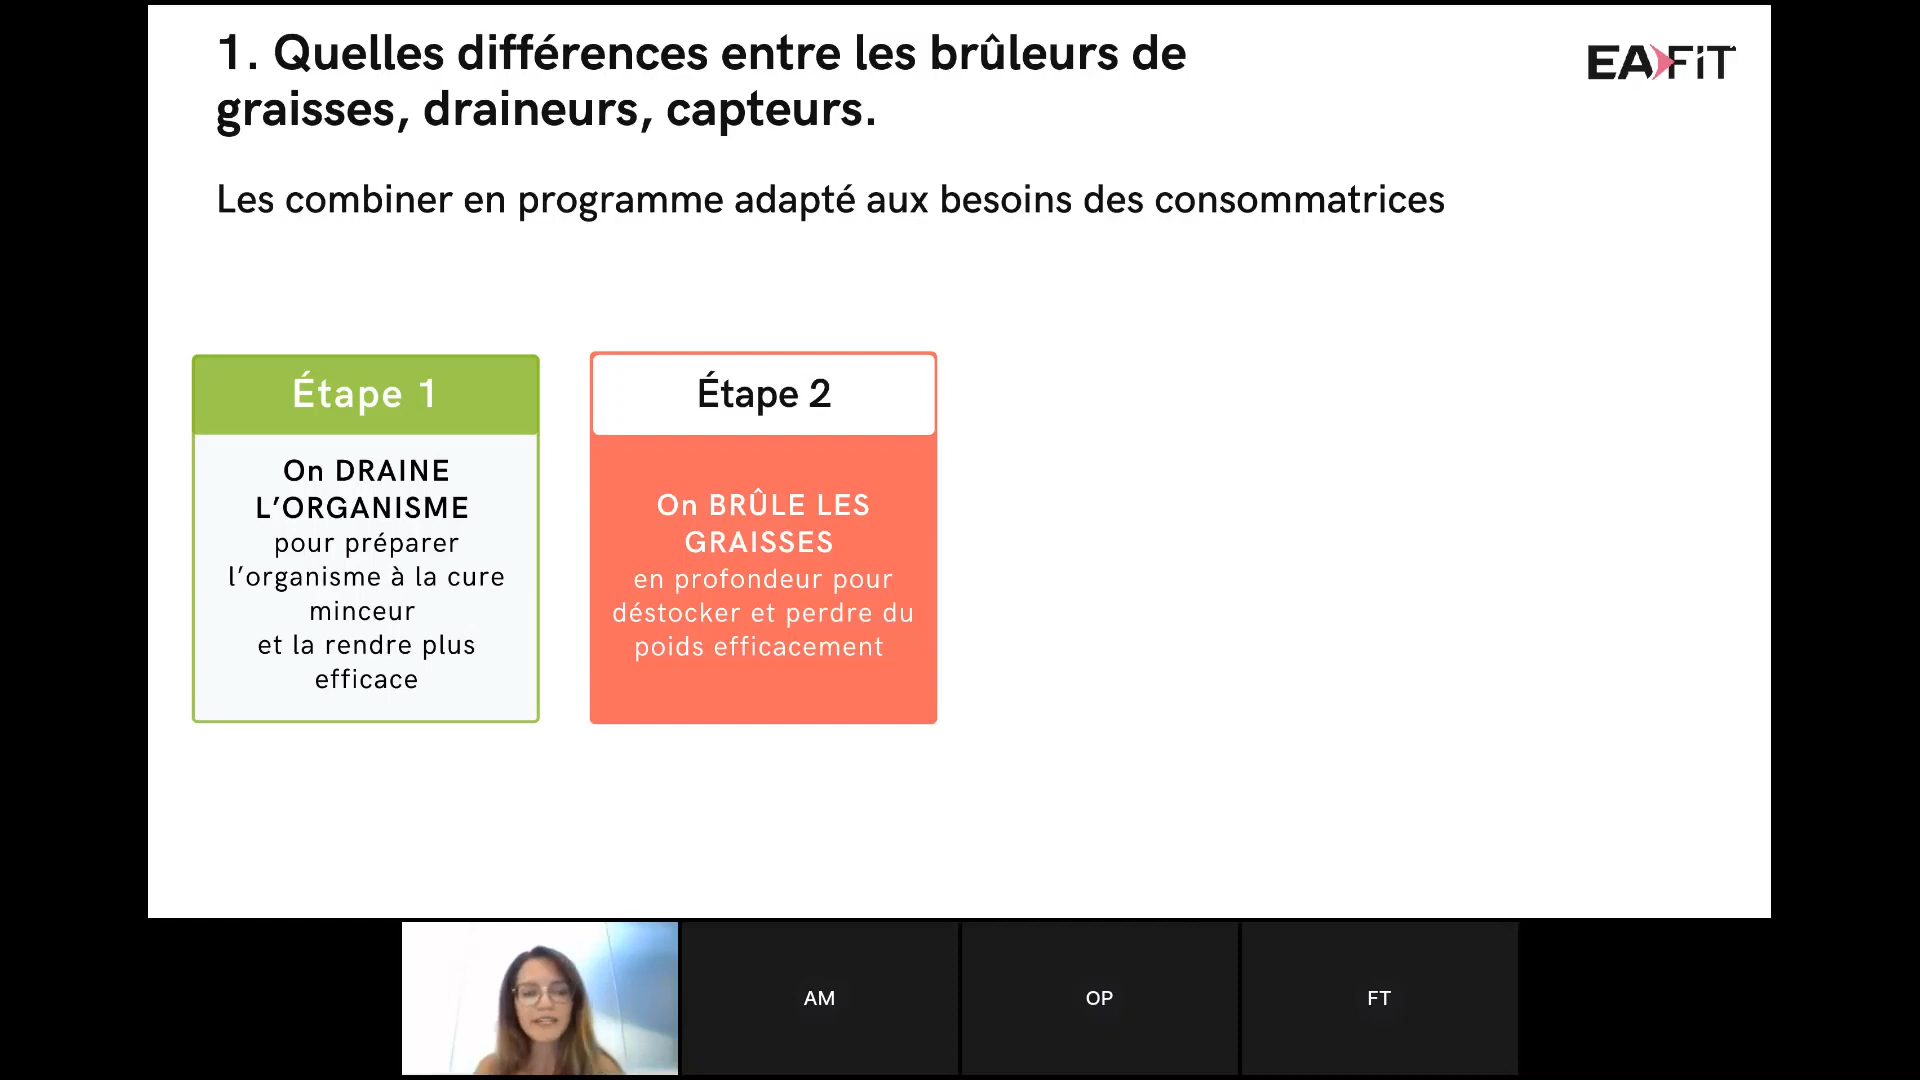 1. Quelles différences entre les brûleurs de
graisses, draineurs, capteurs.
EAFIT
Les combiner en programme adapté aux besoins des consommatrices
Étape 1
On DRAINE
L’ORGANISME
pour préparer
l’organisme à la cure
minceur
et la rendre plus
efficace
Étape 2
On BRÛLE LES
GRAISSES
en profondeur pour
déstocker et perdre du
poids efficacement
AM
OP
FT